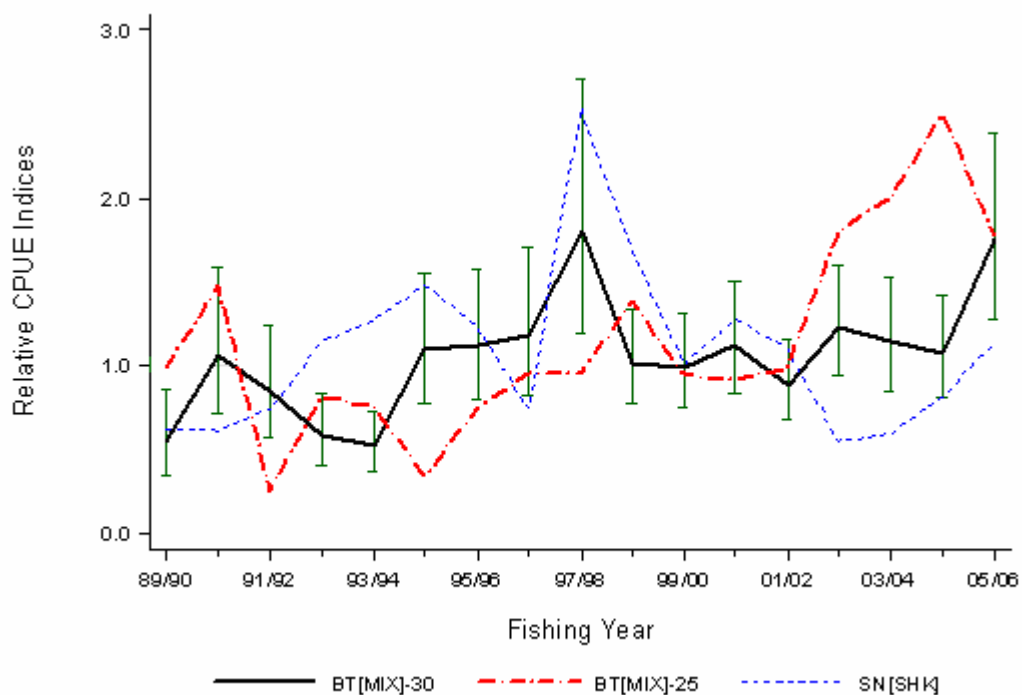 3.0
2.0
1.0
0.0
Relative CPUE Indices
89/90 91/92 93/94 95/96 97/98 99/00 01/02 03/04 05/06
Fishing Year
BT[MIX]-30 BT[MIX]-25 SN[SHK]